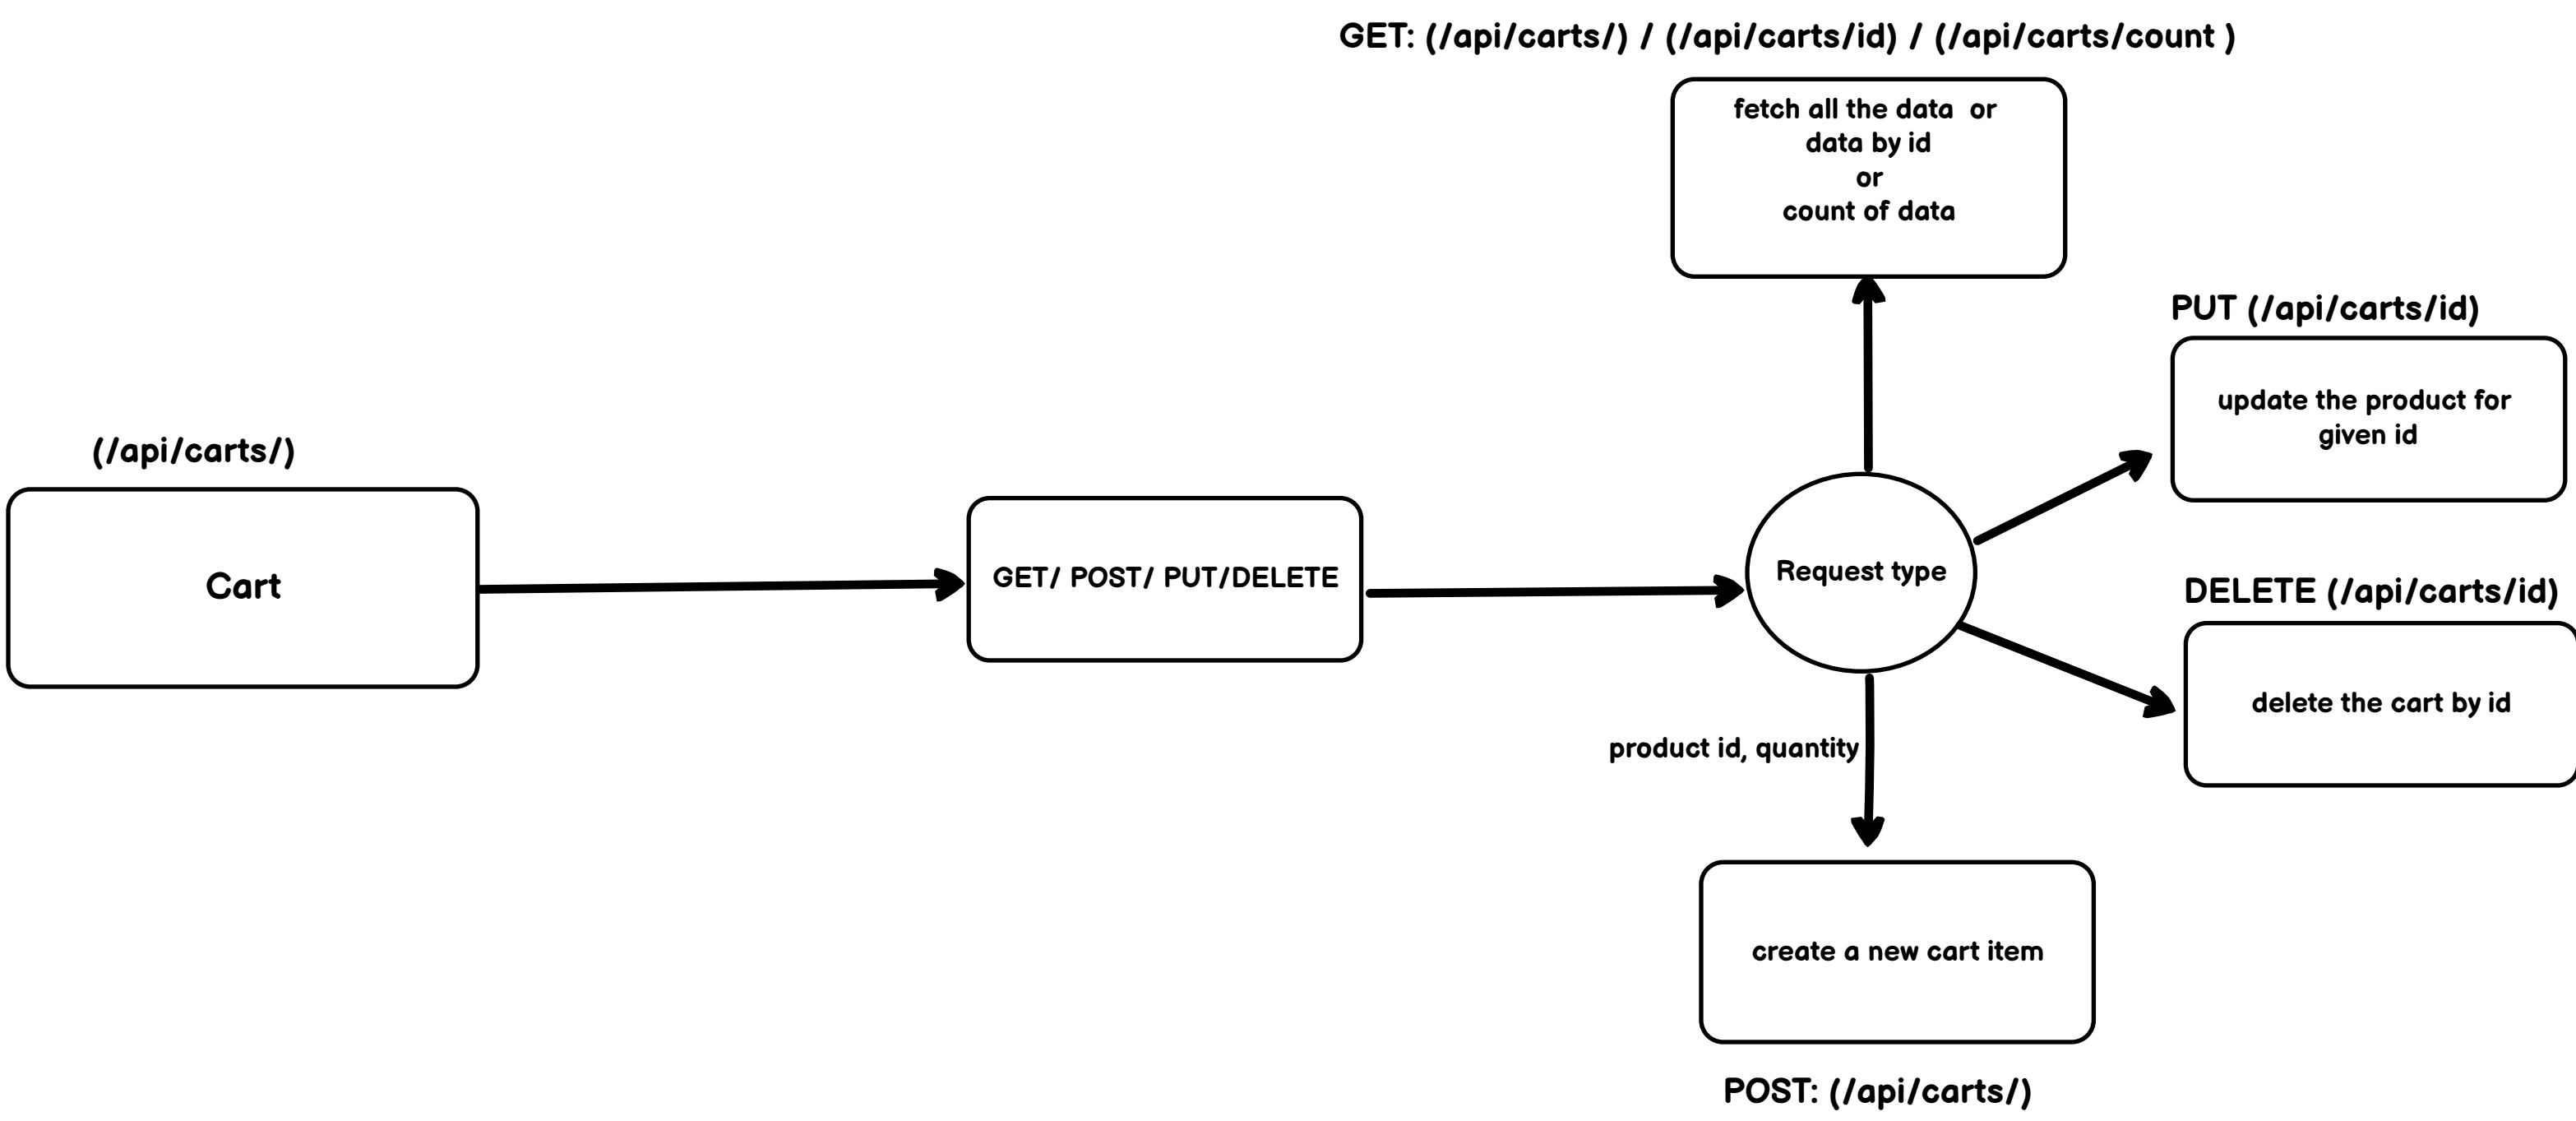 GET: (/api/carts/) / (/api/carts/id) / (/api/carts/count )
fetch all the data  or
data by id
or
count of data
PUT (/api/carts/id)
update the product for
given id
(/api/carts/)
Cart
GET/ POST/ PUT/DELETE
Request type
DELETE (/api/carts/id)
delete the cart by id
product id, quantity
create a new cart item
POST: (/api/carts/)